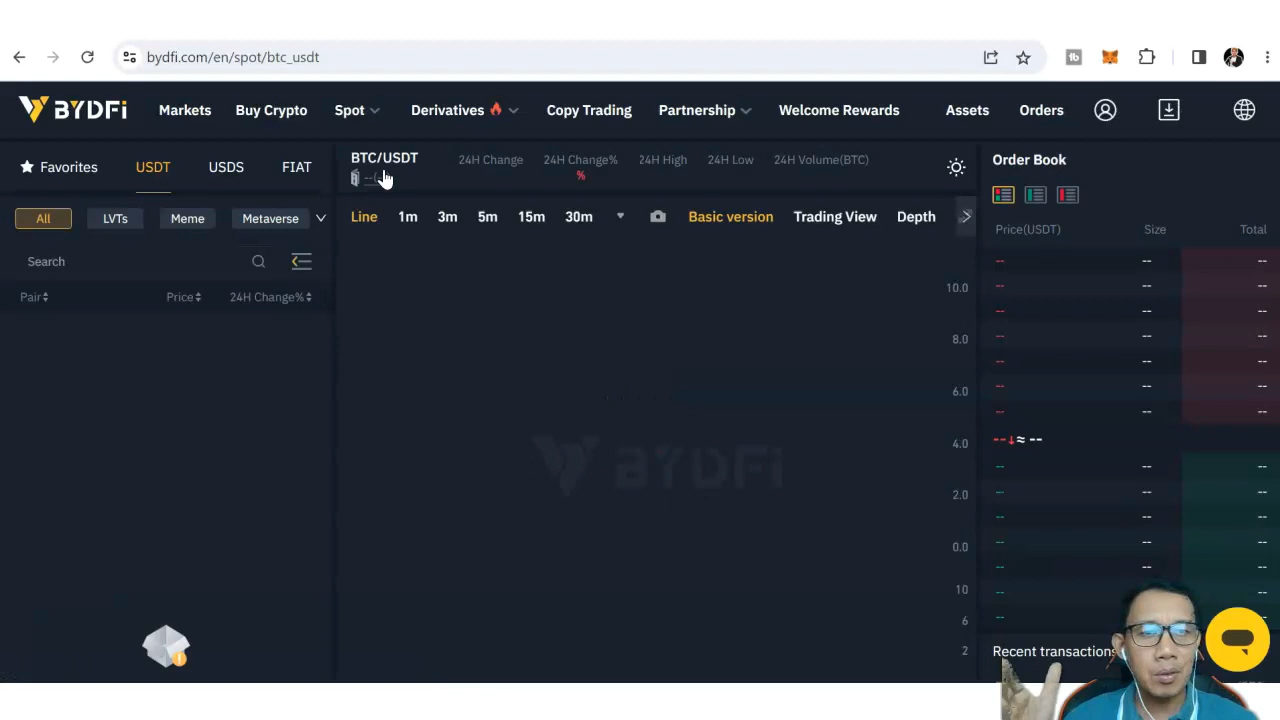 bydfi.com/en/spot/btc_usdt
tb
BYDFi Markets Buy Crypto Spot Derivatives Copy Trading Partnership Welcome Rewards Assets Orders
Favorites USDT USDS FIAT
All LVTs Meme Metaverse
Search
Pair Price 24H Change%
BTC/USDT 24H Change 24H Change% 24H High 24H Low 24H Volume(BTC)
%
Line 1m 3m 5m 15m 30m Basic version Trading View Depth
10.0
8.0
6.0
4.0
BYDFi
2.0
0.0
10
6
2
Order Book
Price(USDT) Size Total
-- -- --
-- -- --
-- -- --
-- -- --
-- -- --
-- -- --
-- -- --
--↓≈ --
-- -- --
-- -- --
-- -- --
-- -- --
-- -- --
-- -- --
-- --
Recent transactions